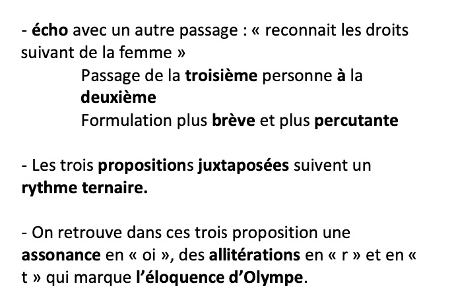 - écho avec un autre passage : « reconnait les droits
suivant de la femme »
Passage de la troisième personne à la
deuxième
Formulation plus brève et plus percutante
- Les trois propositions juxtaposées suivent un
rythme ternaire.
- On retrouve dans ces trois proposition une
assonance en « oi », des allitérations en « r » et en «
t » qui marque l’éloquence d’Olympe.